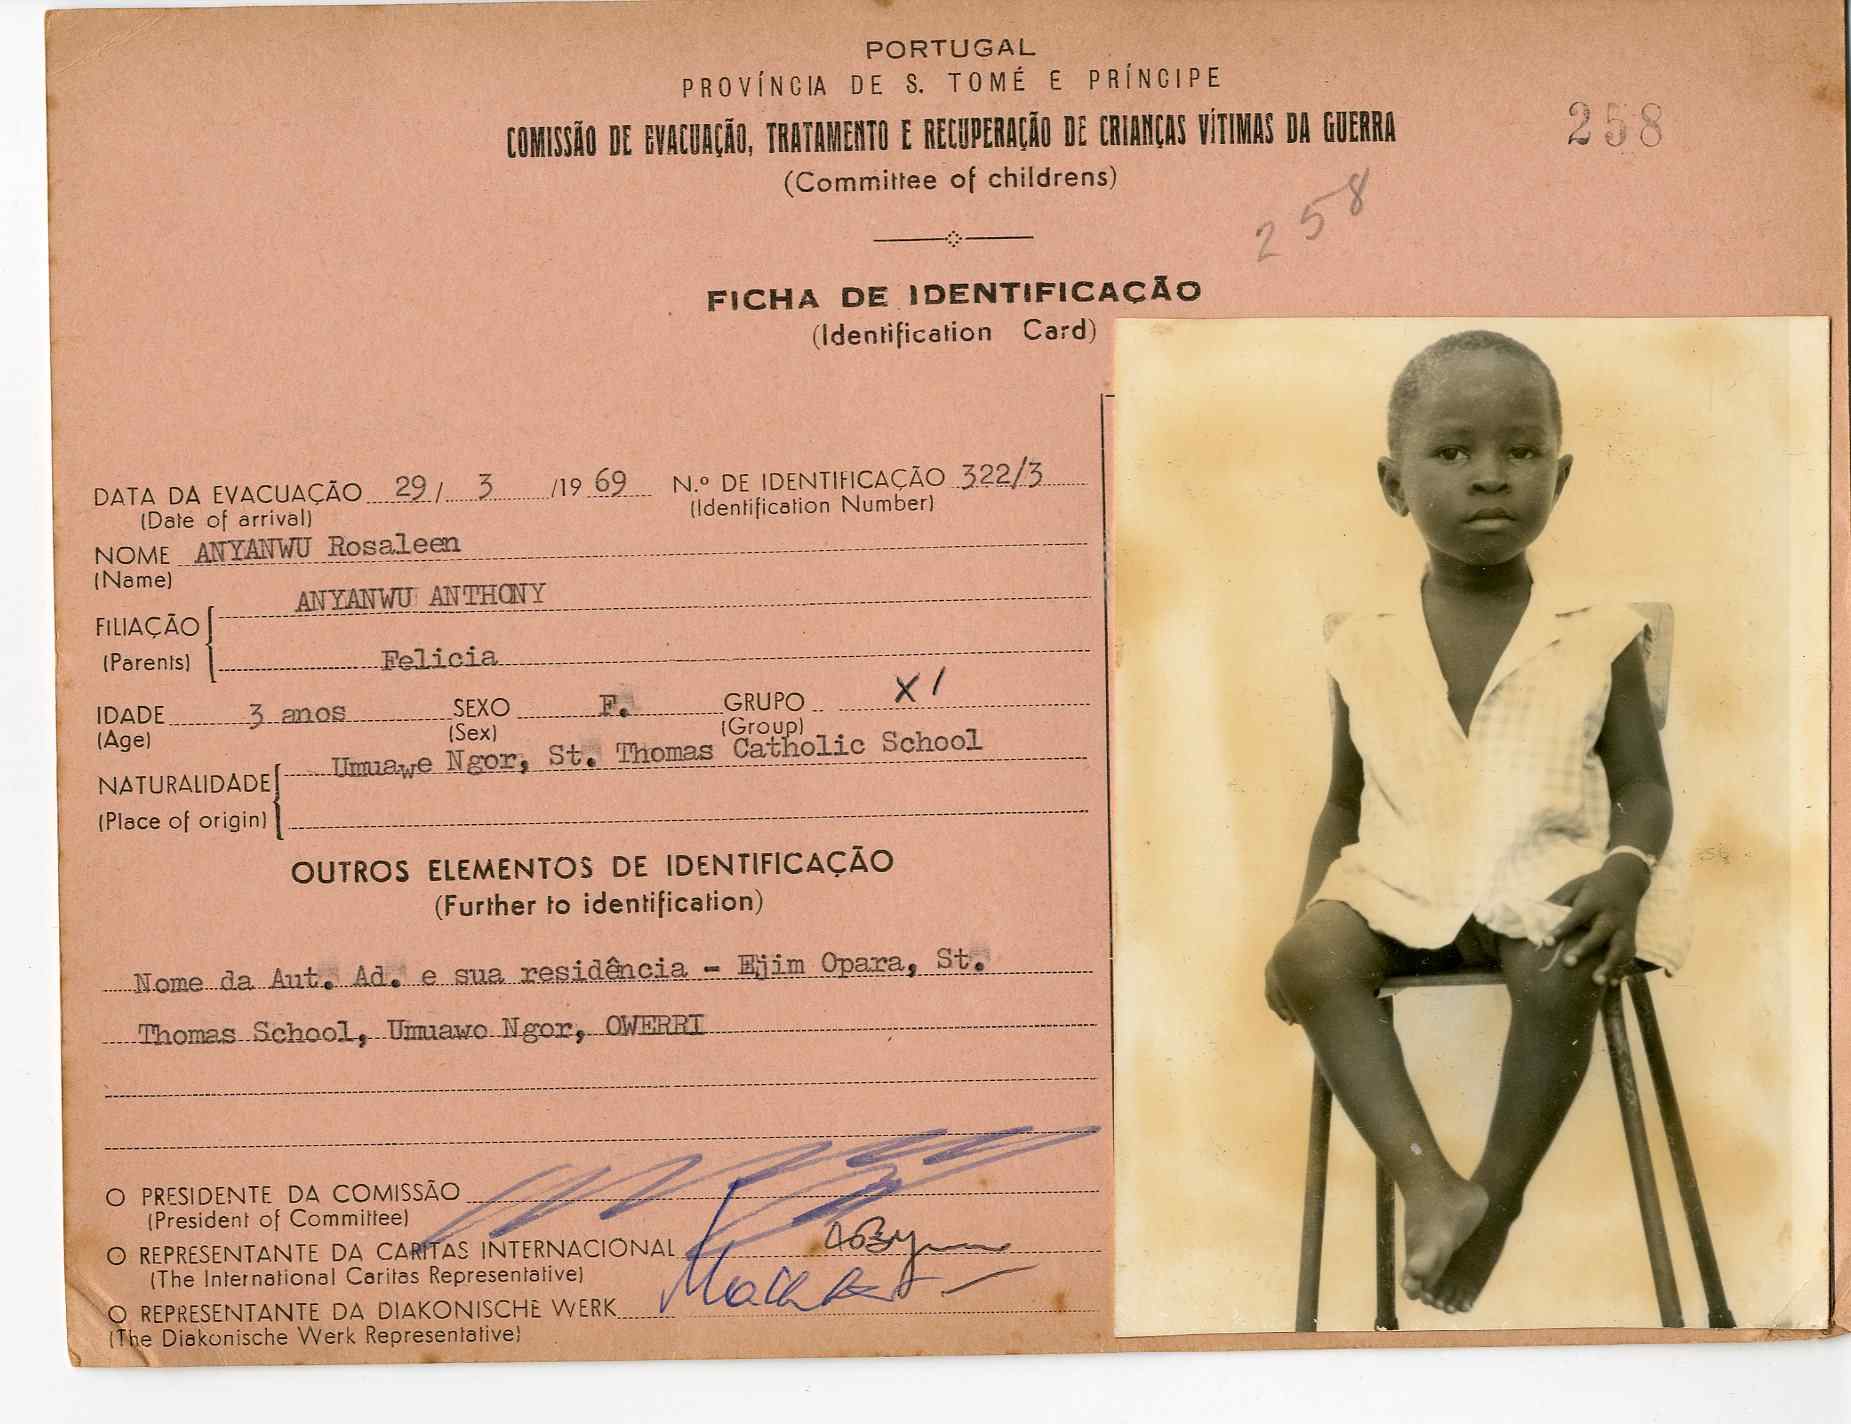 PORTUGAL
PROVÍNCIA DE S. TOMÉ E PRÍNCIPE
COMISSÃO DE EVACUAÇÃO, TRATAMENTO E RECUPERAÇÃO DE CRIANÇAS VÍTIMAS DA GUERRA
258
(Committee of childrens)
258
FICHA DE IDENTIFICAÇÃO
(Identification Card)
DATA DA EVACUAÇÃO 29/ 3 /19 69 N.º DE IDENTIFICAÇÃO 322/3
(Date of arrival) (Identification Number)
NOME ANYANWU Rosaleen
(Name)
ANYANWU ANTHONY
FILIAÇÃO
(Parents) Felicia
IDADE 3 anos SEXO F. GRUPO XI
(Age) (Sex) (Group)
Umuawe Ngor, St. Thomas Catholic School
NATURALIDADE
(Place of origin)
OUTROS ELEMENTOS DE IDENTIFICAÇÃO
(Further to identification)
Nome da Aut. Ad. e sua residência - Ejim Opara, St.
Thomas School, Umuawo Ngor, OWERRI
O PRESIDENTE DA COMISSÃO
(President of Committee)
O REPRESENTANTE DA CARITAS INTERNACIONAL
(The International Caritas Representative)
O REPRESENTANTE DA DIAKONISCHE WERK
(The Diakonische Werk Representative)